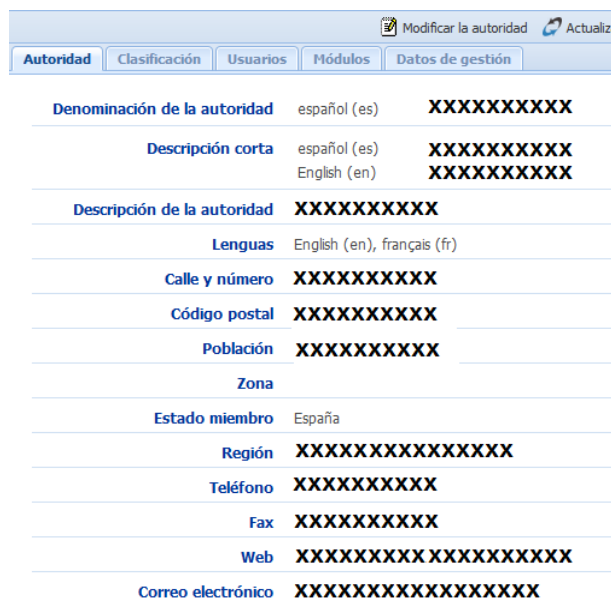 Modificar la autoridad Actualiz
Autoridad Clasificación Usuarios Módulos Datos de gestión
Denominación de la autoridad español (es) XXXXXXXXXX
Descripción corta español (es) XXXXXXXXXX
English (en) XXXXXXXXXX
Descripción de la autoridad XXXXXXXXXX
Lenguas English (en), français (fr)
Calle y número XXXXXXXXXX
Código postal XXXXXXXXXX
Población XXXXXXXXXX
Zona
Estado miembro España
Región XXXXXXXXXXXXXXX
Teléfono XXXXXXXXXX
Fax XXXXXXXXXX
Web XXXXXXXXX XXXXXXXXXX
Correo electrónico XXXXXXXXXXXXXXXXX